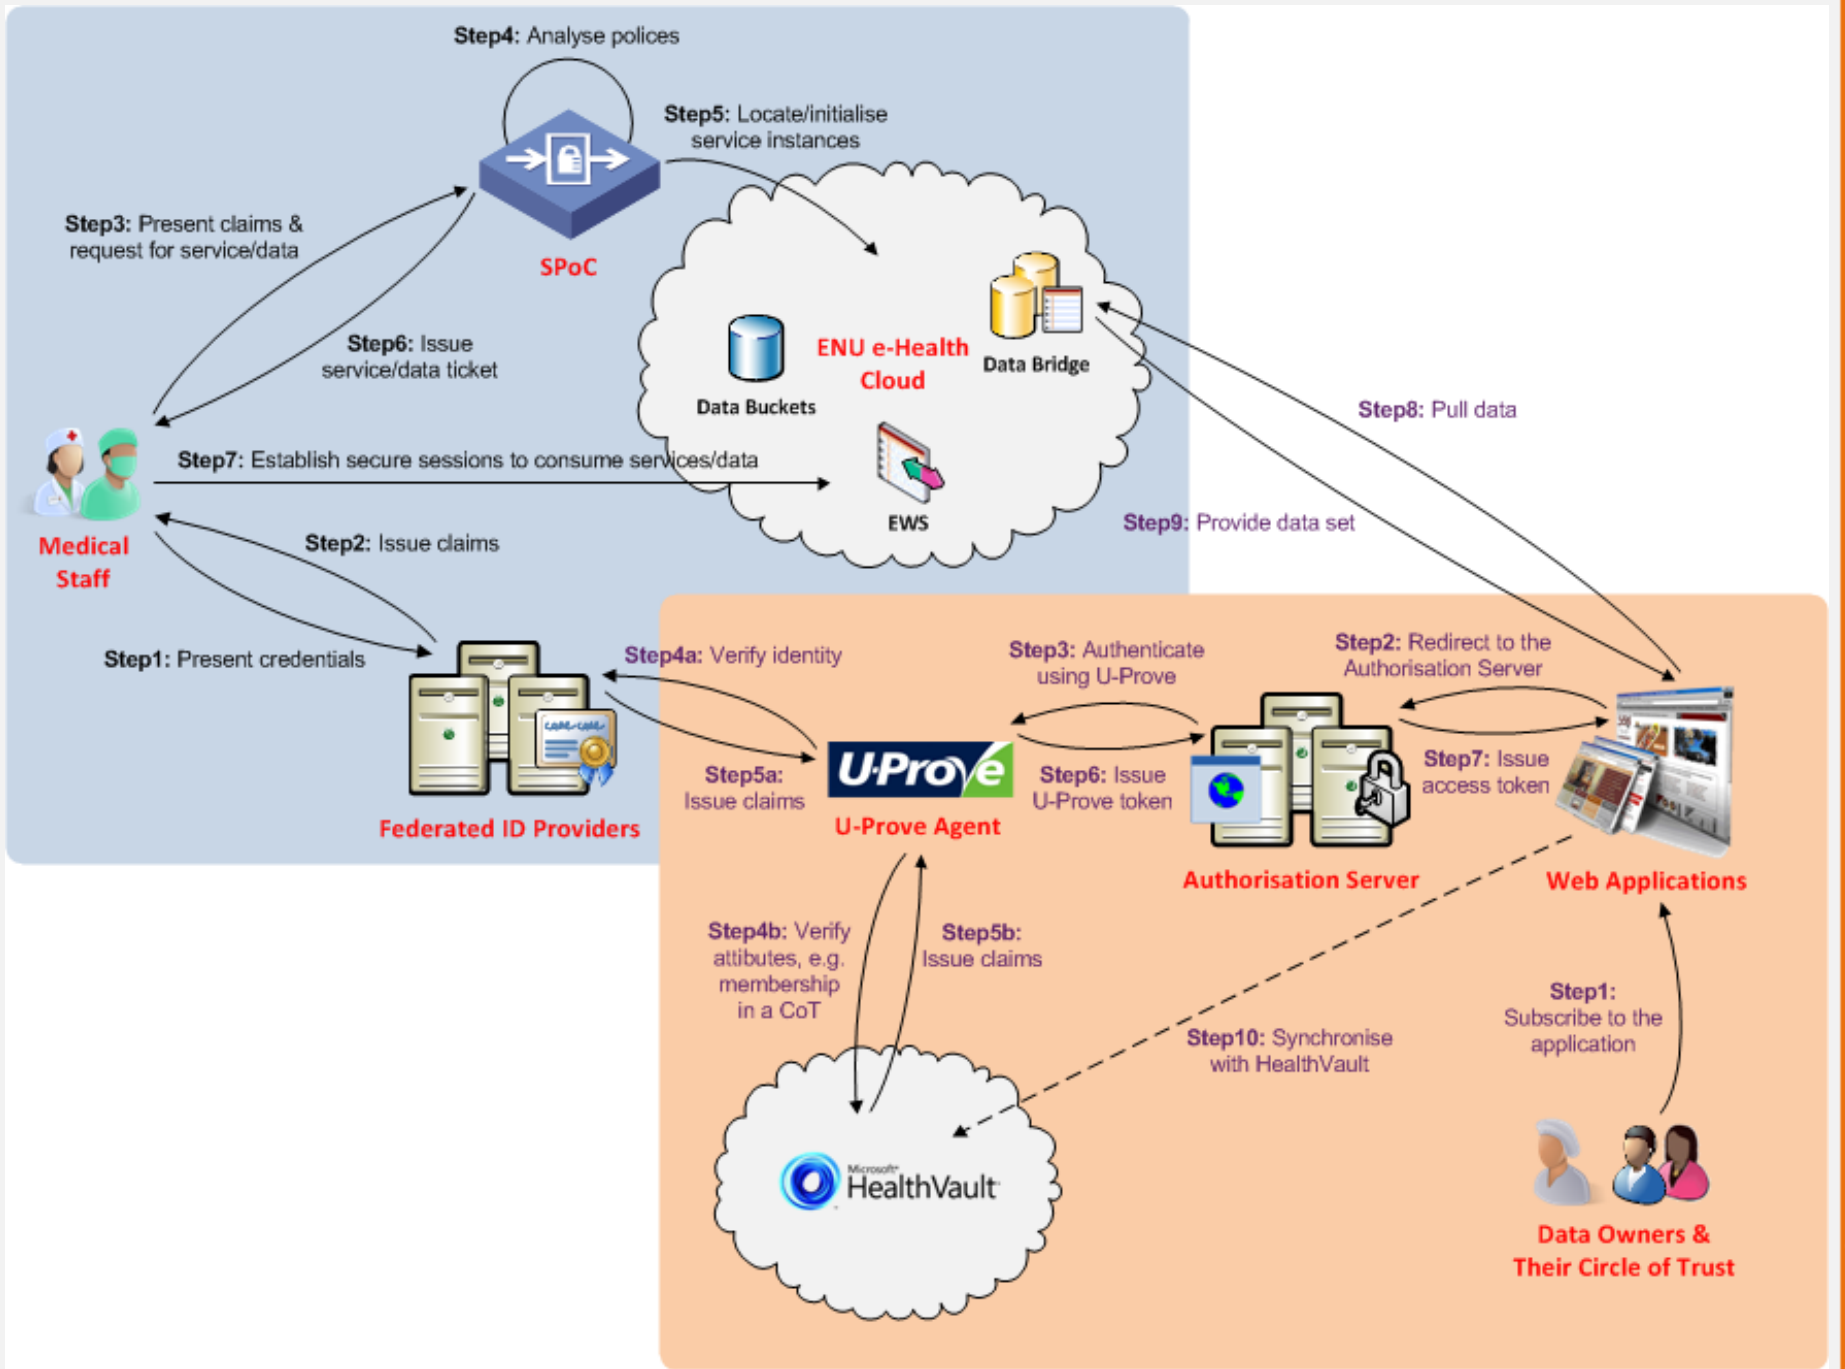 Step4: Analyse polices
Step5: Locate/initialise
service instances
Step3: Present claims &
request for service/data
SPoC
Step6: Issue
service/data ticket
ENU e-Health
Cloud
Data Bridge
Data Buckets
Step8: Pull data
Step7: Establish secure sessions to consume services/data
EWS
Step9: Provide data set
Medical
Staff
Step2: Issue claims
Step1: Present credentials
Step4a: Verify identity
Step3: Authenticate
using U-Prove
Step2: Redirect to the
Authorisation Server
Step5a:
Issue claims
U-Prove
Step6: Issue
U-Prove token
Step7: Issue
access token
Federated ID Providers
U-Prove Agent
Authorisation Server
Web Applications
Step4b: Verify
attibutes, e.g.
membership
in a CoT
Step5b:
Issue claims
Step1:
Subscribe to the
application
Step10: Synchronise
with HealthVault
Microsoft®
HealthVault
Data Owners &
Their Circle of Trust